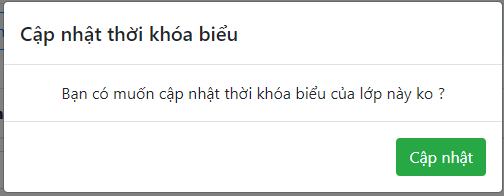 Cập nhật thời khóa biểu
Bạn có muốn cập nhật thời khóa biểu của lớp này ko ?
Cập nhật